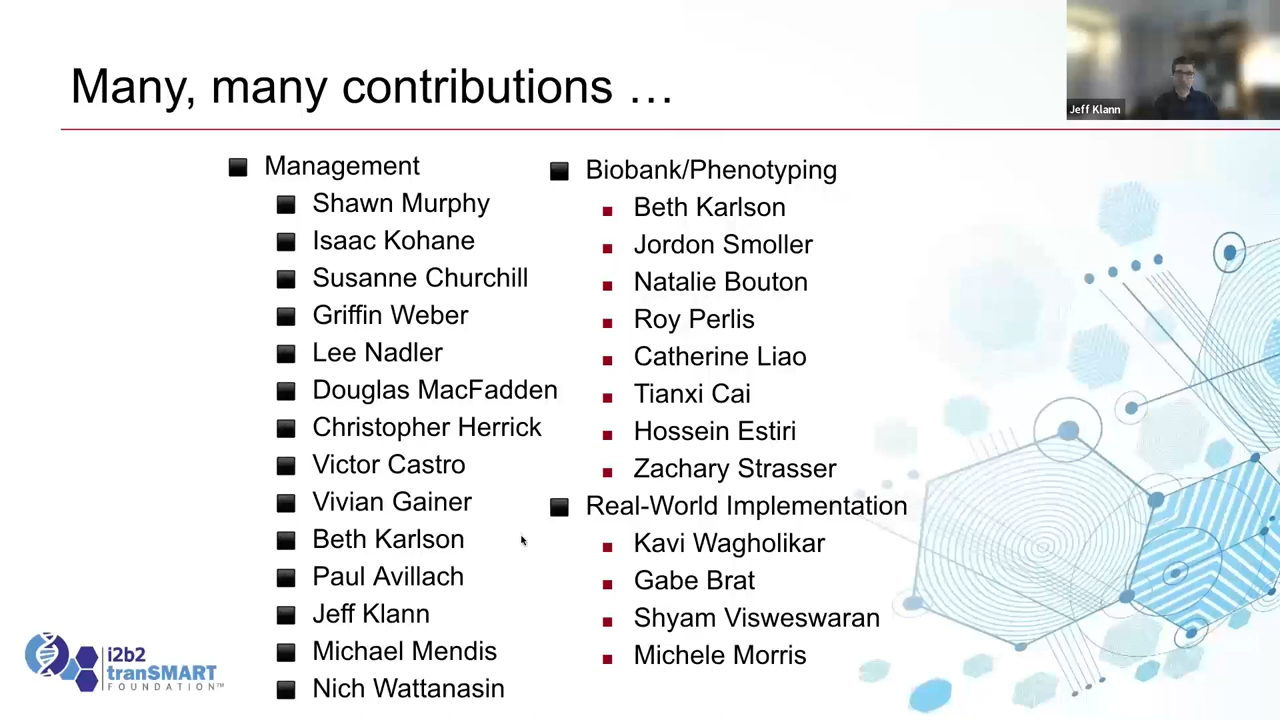 Many, many contributions …
Jeff Klann
Management
Shawn Murphy
Isaac Kohane
Susanne Churchill
Griffin Weber
Lee Nadler
Douglas MacFadden
Christopher Herrick
Victor Castro
Vivian Gainer
Beth Karlson
Paul Avillach
Jeff Klann
Michael Mendis
Nich Wattanasin
Biobank/Phenotyping
Beth Karlson
Jordon Smoller
Natalie Bouton
Roy Perlis
Catherine Liao
Tianxi Cai
Hossein Estiri
Zachary Strasser
Real-World Implementation
Kavi Wagholikar
Gabe Brat
Shyam Visweswaran
Michele Morris
i2b2
tranSMART
FOUNDATION™